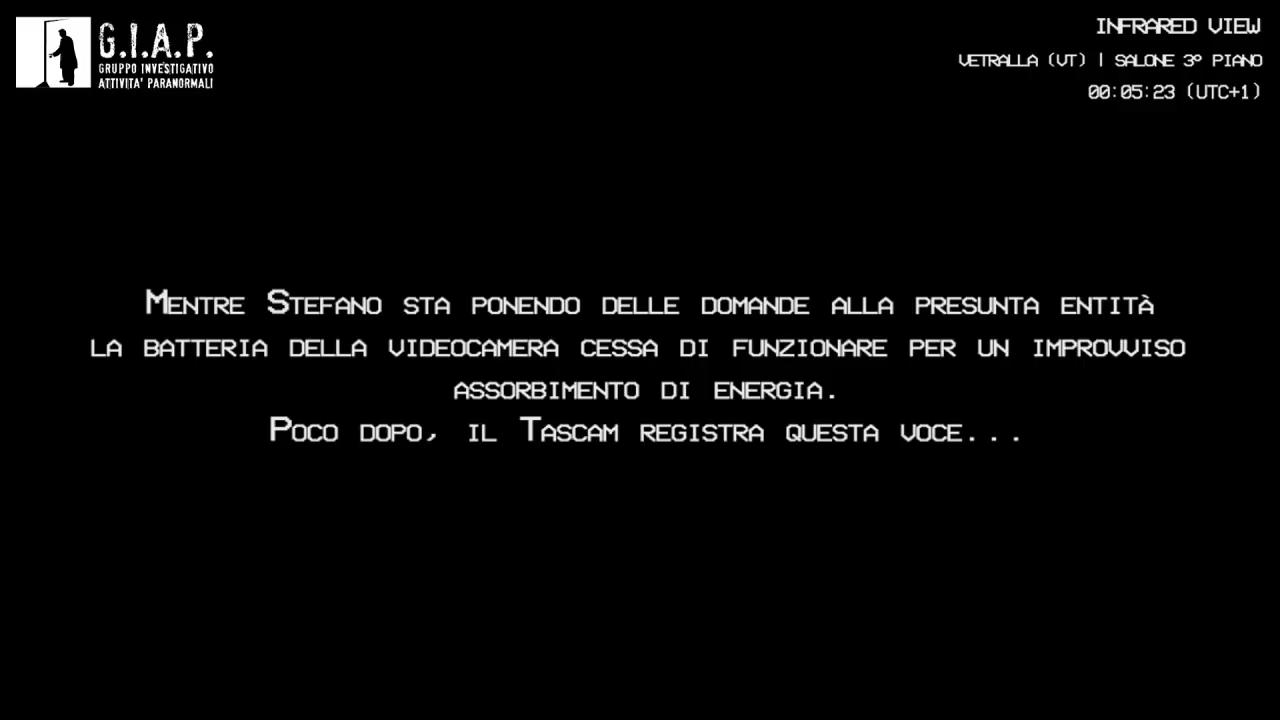 G.I.A.P.
GRUPPO INVESTIGATIVO
ATTIVITA' PARANORMALI
INFRARED VIEW
VETRALLA (VT) | SALONE 3° PIANO
00:05:23 (UTC+1)
MENTRE STEFANO STA PONENDO DELLE DOMANDE ALLA PRESUNTA ENTITÀ
LA BATTERIA DELLA VIDEOCAMERA CESSA DI FUNZIONARE PER UN IMPROVVISO
ASSORBIMENTO DI ENERGIA.
POCO DOPO, IL TASCAM REGISTRA QUESTA VOCE...